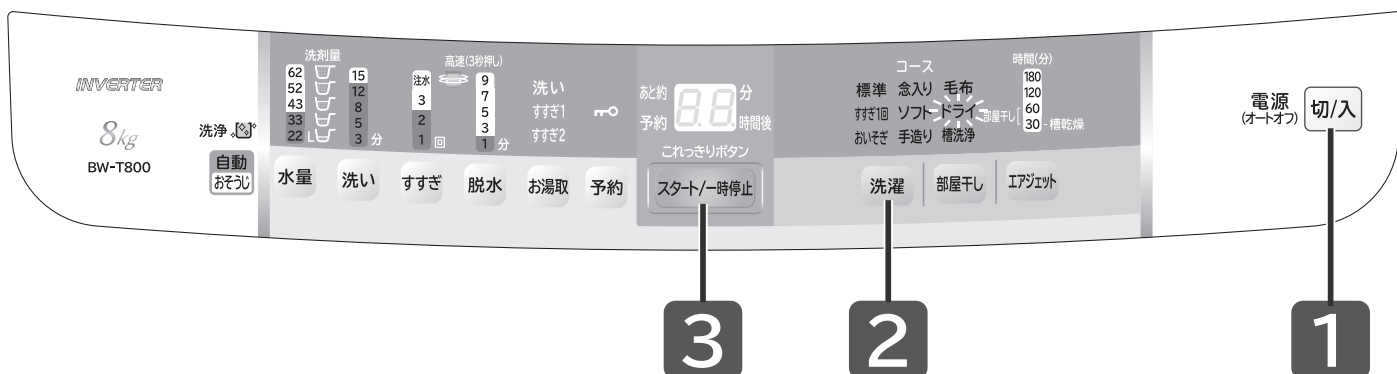 INVERTER
8kg
BW-T800
洗浄
自動
おそうじ
洗剤量
62
52
43
33
22 L
15
12
8
5
3 分
高速(3秒押し)
注水
3
2
1 回
9
7
5
3
1 分
洗い
すすぎ1
すすぎ2
水量
洗い
すすぎ
脱水
お湯取
予約
あと約 88 分
予約 時間後
これっきりボタン
スタート/一時停止
コース
標準 念入り 毛布
すすぎ1回 ソフト ドライ
おいそぎ 手造り 槽洗浄
時間(分)
180
120
60
30 - 槽乾燥
部屋干し
洗濯
部屋干し
エアジェット
電源
(オートオフ)
切/入
3
2
1